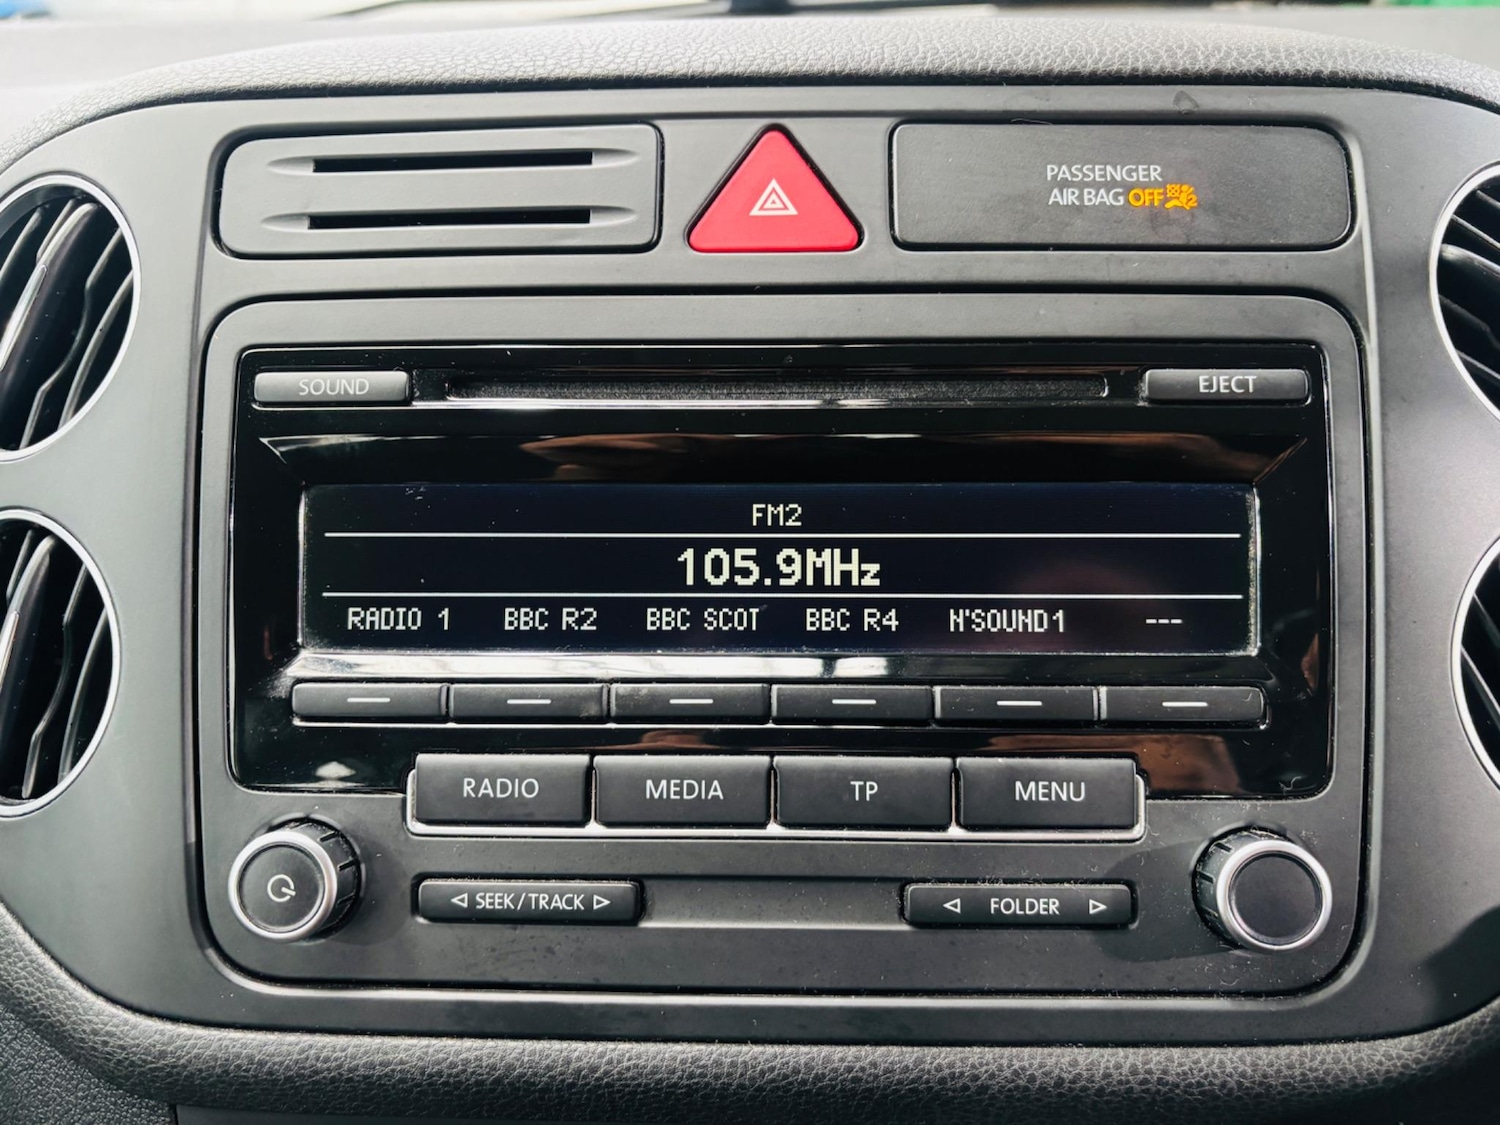 PASSENGER
AIR BAG OFF
SOUND
EJECT
FM2
105.9MHz
RADIO 1 BBC R2 BBC SCOT BBC R4 N'SOUND1 ---
RADIO MEDIA TP MENU
SEEK/TRACK
FOLDER